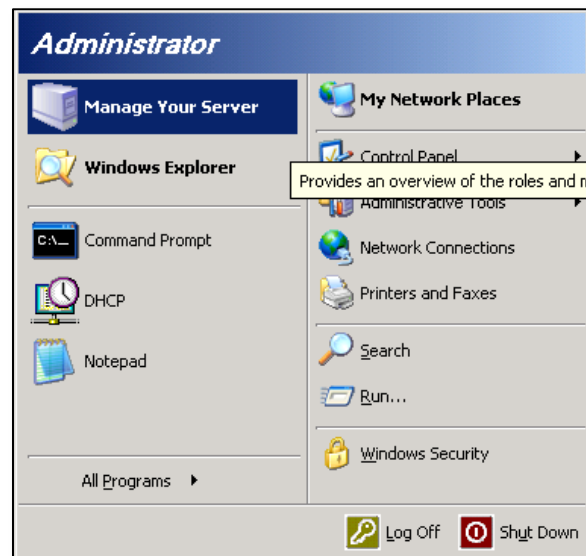 Administrator
Manage Your Server
Windows Explorer
C:\_
Command Prompt
DHCP
Notepad
All Programs
My Network Places
Control Panel
Provides an overview of the roles and
Administrative Tools
Network Connections
Printers and Faxes
Search
Run...
Windows Security
Log Off
Shut Down